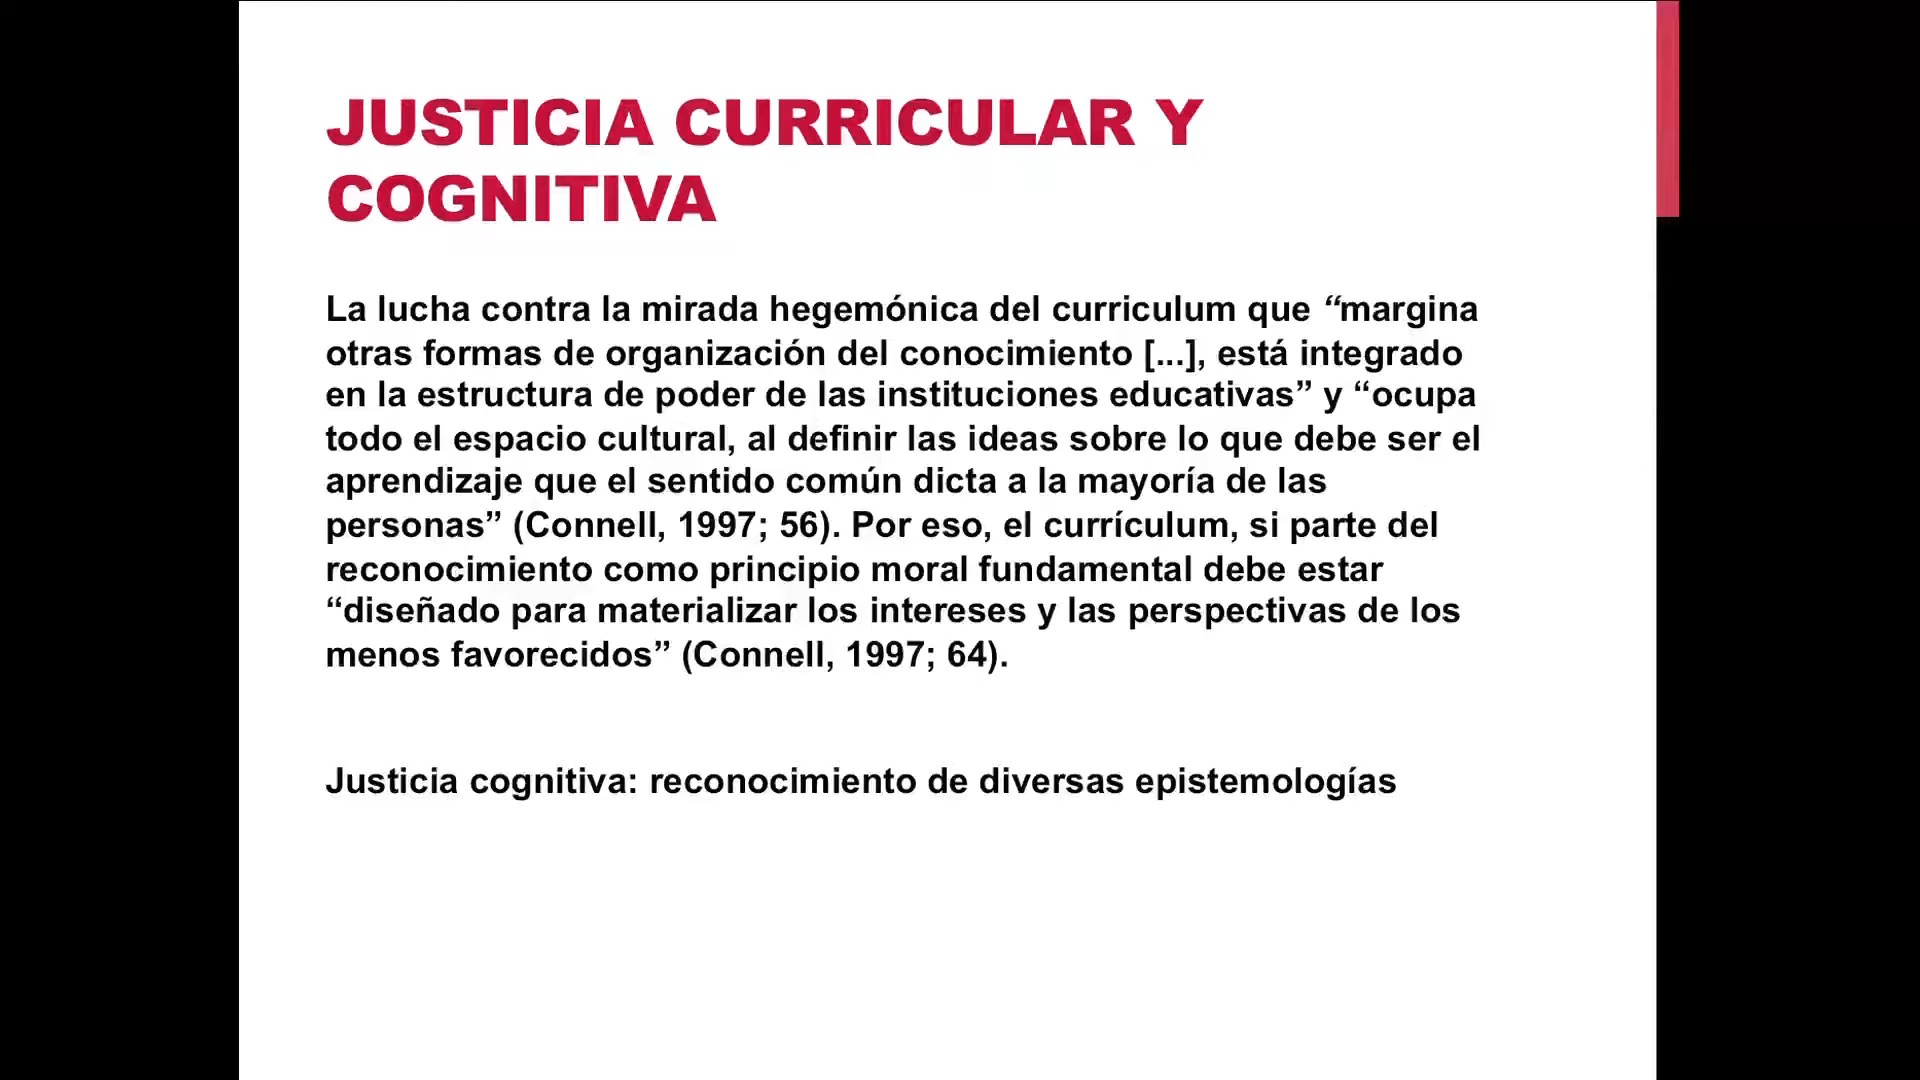 JUSTICIA CURRICULAR Y
COGNITIVA
La lucha contra la mirada hegemónica del curriculum que “margina
otras formas de organización del conocimiento [...], está integrado
en la estructura de poder de las instituciones educativas” y “ocupa
todo el espacio cultural, al definir las ideas sobre lo que debe ser el
aprendizaje que el sentido común dicta a la mayoría de las
personas” (Connell, 1997; 56). Por eso, el currículum, si parte del
reconocimiento como principio moral fundamental debe estar
“diseñado para materializar los intereses y las perspectivas de los
menos favorecidos” (Connell, 1997; 64).
Justicia cognitiva: reconocimiento de diversas epistemologías